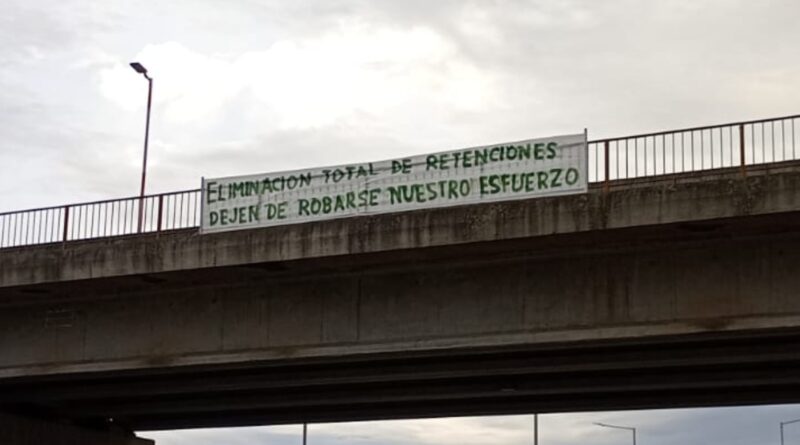 ELIMINACION TOTAL DE RETENCIONES
DEJEN DE ROBARSE NUESTRO ESFUERZO